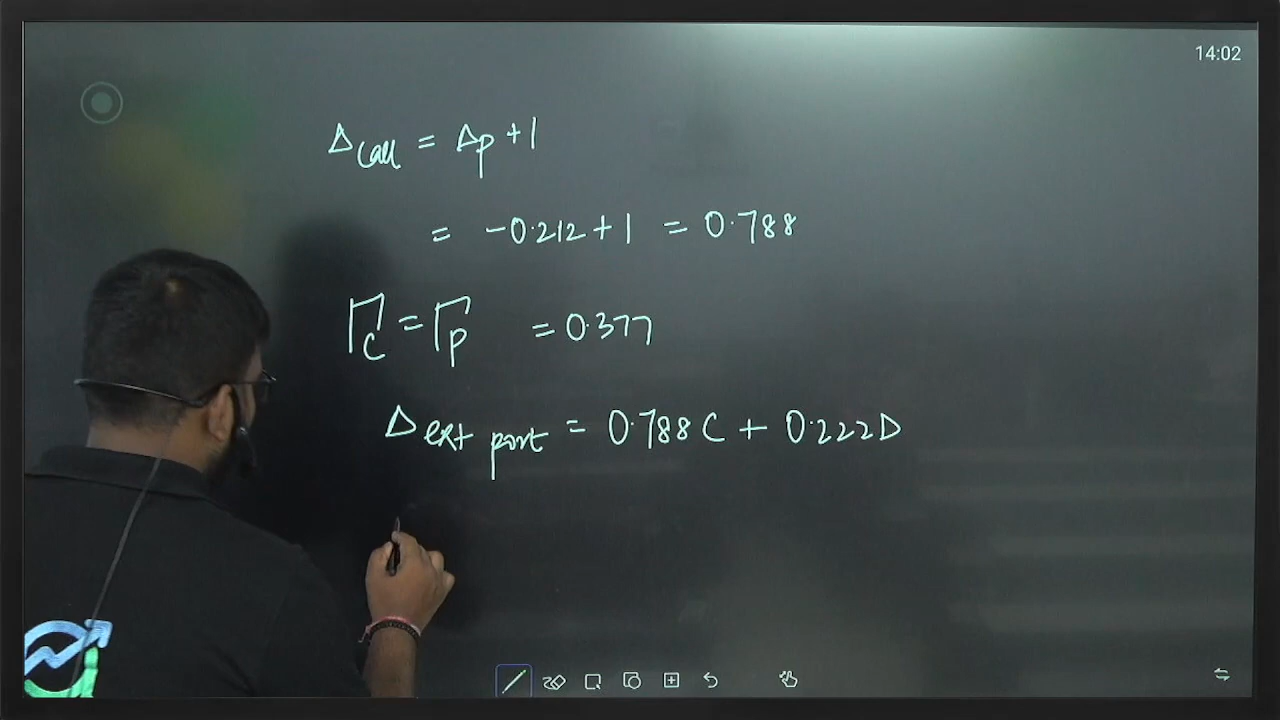 14:02
Δcall = Δp + 1
= -0.212 + 1 = 0.788
Γc = Γp = 0.377
Δext port = 0.788 C + 0.222 D